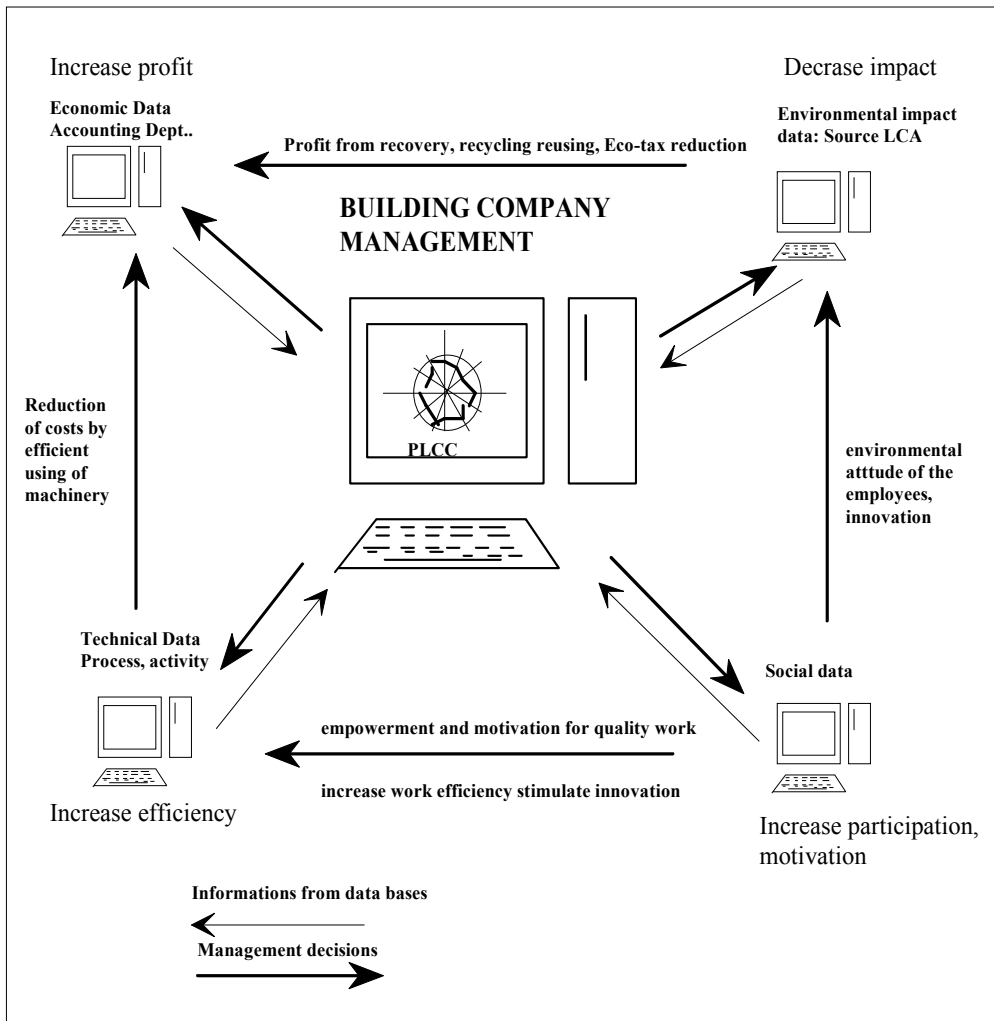 Increase profit
Decrase impact
Economic Data
Accounting Dept..
Environmental impact
data: Source LCA
Profit from recovery, recycling reusing, Eco-tax reduction
BUILDING COMPANY
MANAGEMENT
PLCC
Reduction
of costs by
efficient
using of
machinery
environmental
atttude of the
employees,
innovation
Technical Data
Process, activity
Social data
empowerment and motivation for quality work
increase work efficiency stimulate innovation
Increase efficiency
Increase participation,
motivation
Informations from data bases
Management decisions